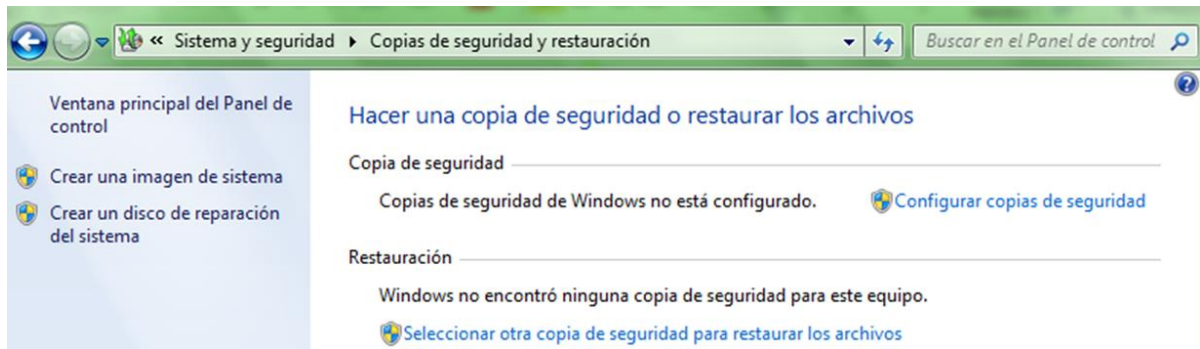 « Sistema y seguridad ▸ Copias de seguridad y restauración
Buscar en el Panel de control
Ventana principal del Panel de
control
Crear una imagen de sistema
Crear un disco de reparación
del sistema
Hacer una copia de seguridad o restaurar los archivos
Copia de seguridad
Copias de seguridad de Windows no está configurado. Configurar copias de seguridad
Restauración
Windows no encontró ninguna copia de seguridad para este equipo.
Seleccionar otra copia de seguridad para restaurar los archivos